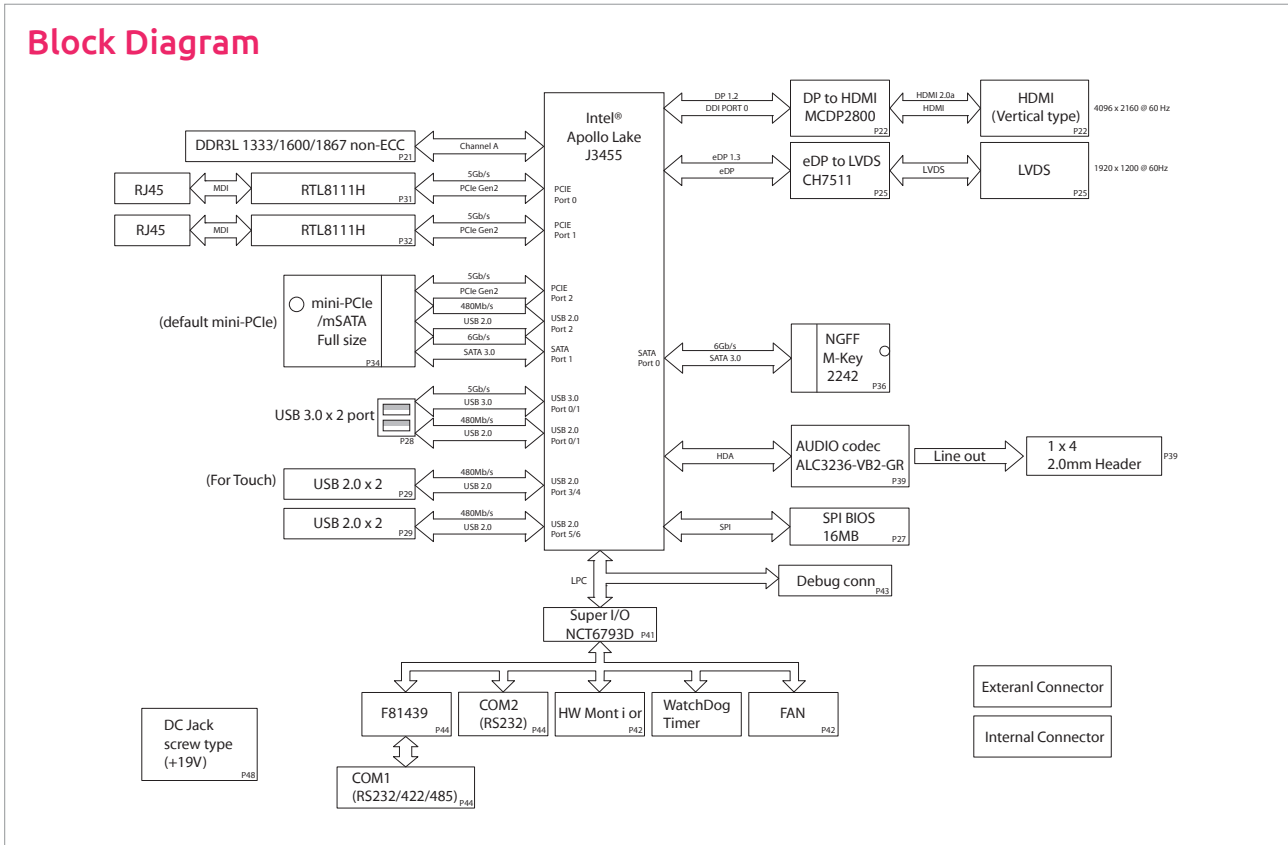 Block Diagram
Intel®
Apollo Lake
J3455
DDR3L 1333/1600/1867 non-ECC
P21
Channel A
RJ45
MDI
RTL8111H
P31
5Gb/s
PCIe Gen2
PCIE
Port 0
RJ45
MDI
RTL8111H
P32
5Gb/s
PCIe Gen2
PCIE
Port 1
(default mini-PCIe)
mini-PCIe
/mSATA
Full size
P34
5Gb/s
PCIe Gen2
PCIE
Port 2
480Mb/s
USB 2.0
USB 2.0
Port 2
6Gb/s
SATA 3.0
SATA
Port 1
USB 3.0 x 2 port
P28
5Gb/s
USB 3.0
USB 3.0
Port 0/1
480Mb/s
USB 2.0
USB 2.0
Port 0/1
(For Touch)
USB 2.0 x 2
P29
480Mb/s
USB 2.0
USB 2.0
Port 3/4
USB 2.0 x 2
P29
480Mb/s
USB 2.0
USB 2.0
Port 5/6
DP 1.2
DDI PORT 0
DP to HDMI
MCDP2800
P22
HDMI 2.0a
HDMI
HDMI
(Vertical type)
P22
4096 x 2160 @ 60 Hz
eDP 1.3
eDP
eDP to LVDS
CH7511
P25
LVDS
LVDS
P25
1920 x 1200 @ 60Hz
SATA
Port 0
6Gb/s
SATA 3.0
NGFF
M-Key
2242
P36
HDA
AUDIO codec
ALC3236-VB2-GR
P39
Line out
1 x 4
2.0mm Header
P39
SPI
SPI BIOS
16MB
P27
LPC
Debug conn
P43
Super I/O
NCT6793D
P41
F81439
P44
COM2
(RS232)
P44
HW Mont i or
P42
WatchDog
Timer
FAN
P42
COM1
(RS232/422/485)
P44
DC Jack
screw type
(+19V)
P48
Exteranl Connector
Internal Connector